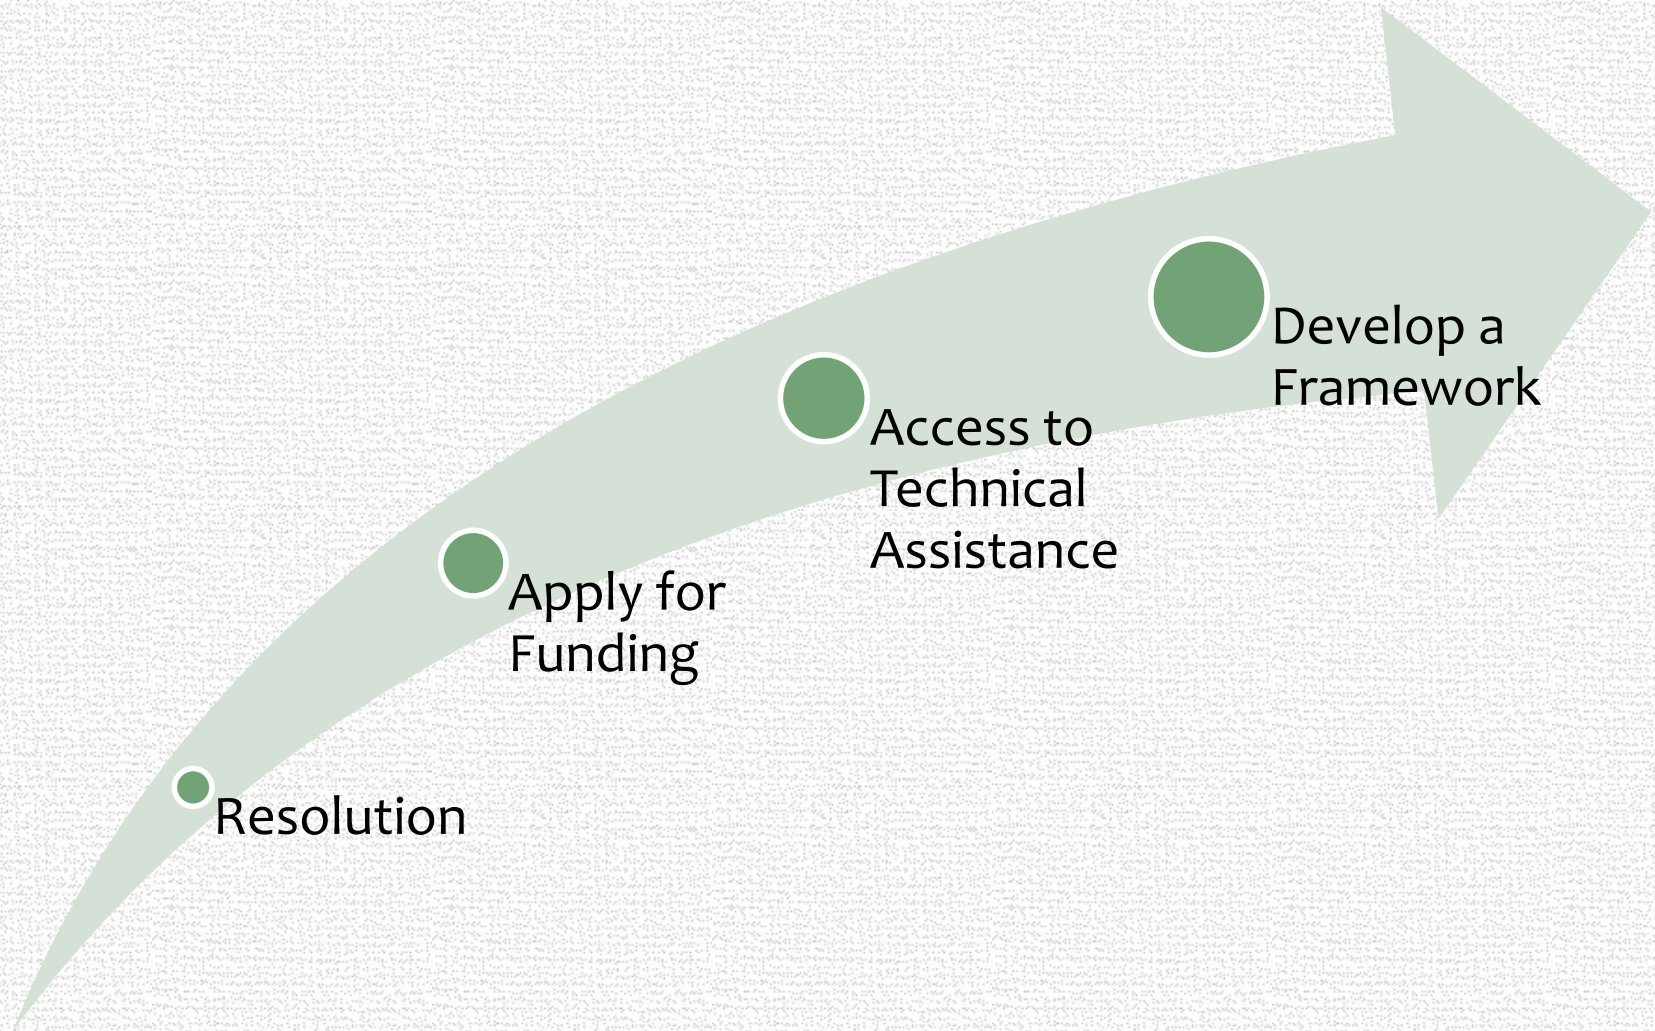 Resolution
Apply for
Funding
Access to
Technical
Assistance
Develop a
Framework